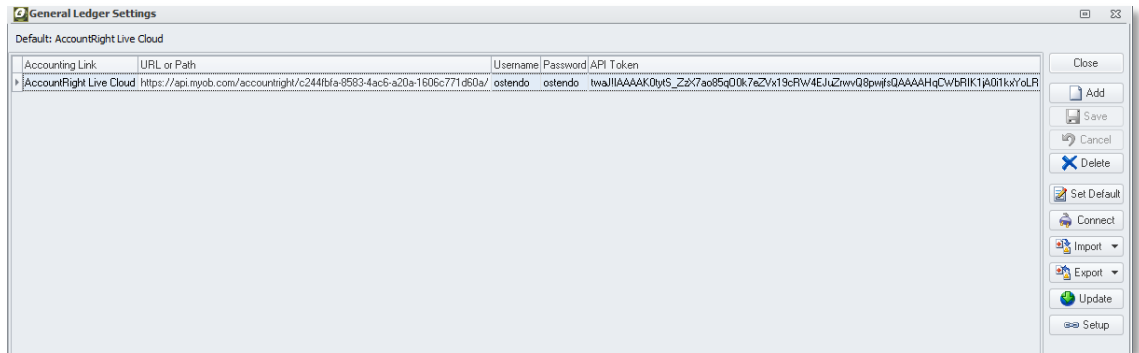 General Ledger Settings
Default: AccountRight Live Cloud
Accounting Link URL or Path Username Password API Token
AccountRight Live Cloud https://api.myob.com/accountright/c244fbfa-8583-4ac6-a20a-1606c771d60a/ ostendo ostendo
Close
Add
Save
Cancel
Delete
Set Default
Connect
Import
Export
Update
Setup